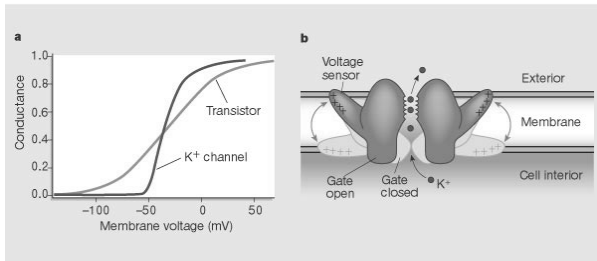 a
1.0
0.8
0.6
0.4
0.2
0.0
Conductance
Transistor
K+ channel
−100 −50 0 50
Membrane voltage (mV)
b
Voltage
sensor
Exterior
Membrane
Cell interior
Gate
open
Gate
closed
K+